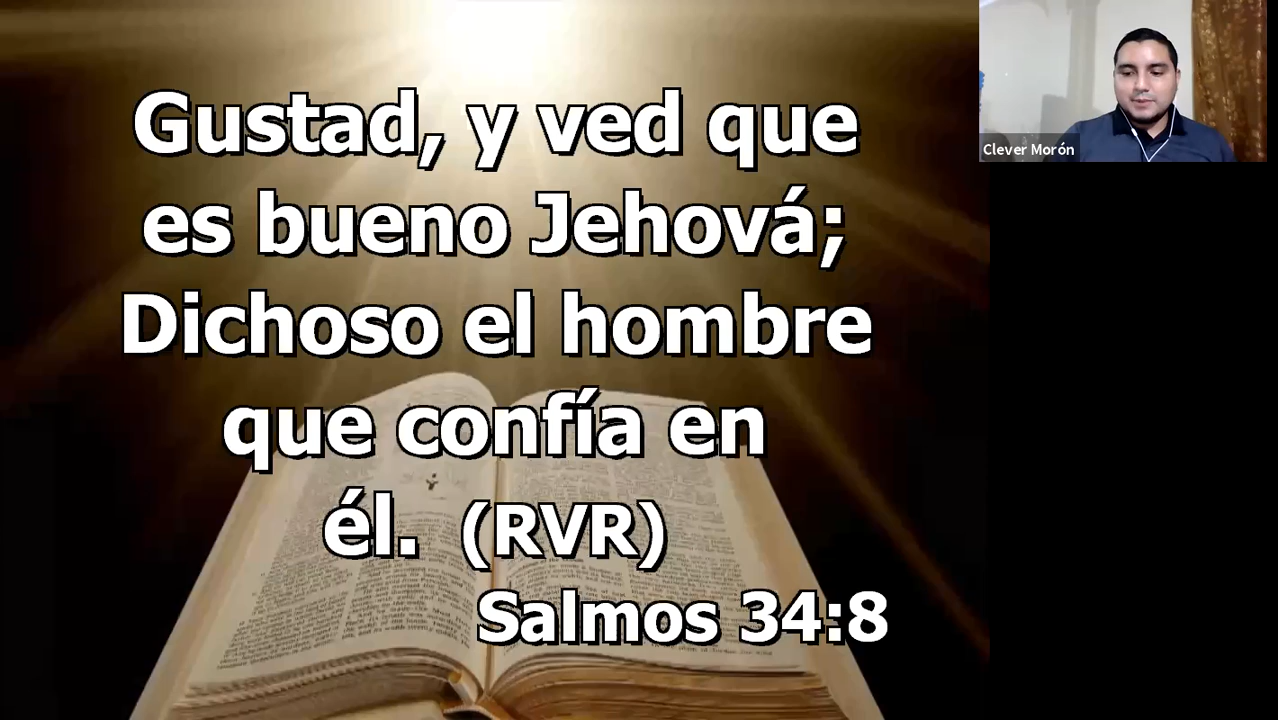 Gustad, y ved que
es bueno Jehová;
Dichoso el hombre
que confía en
él. (RVR)
Salmos 34:8
Clever Morón